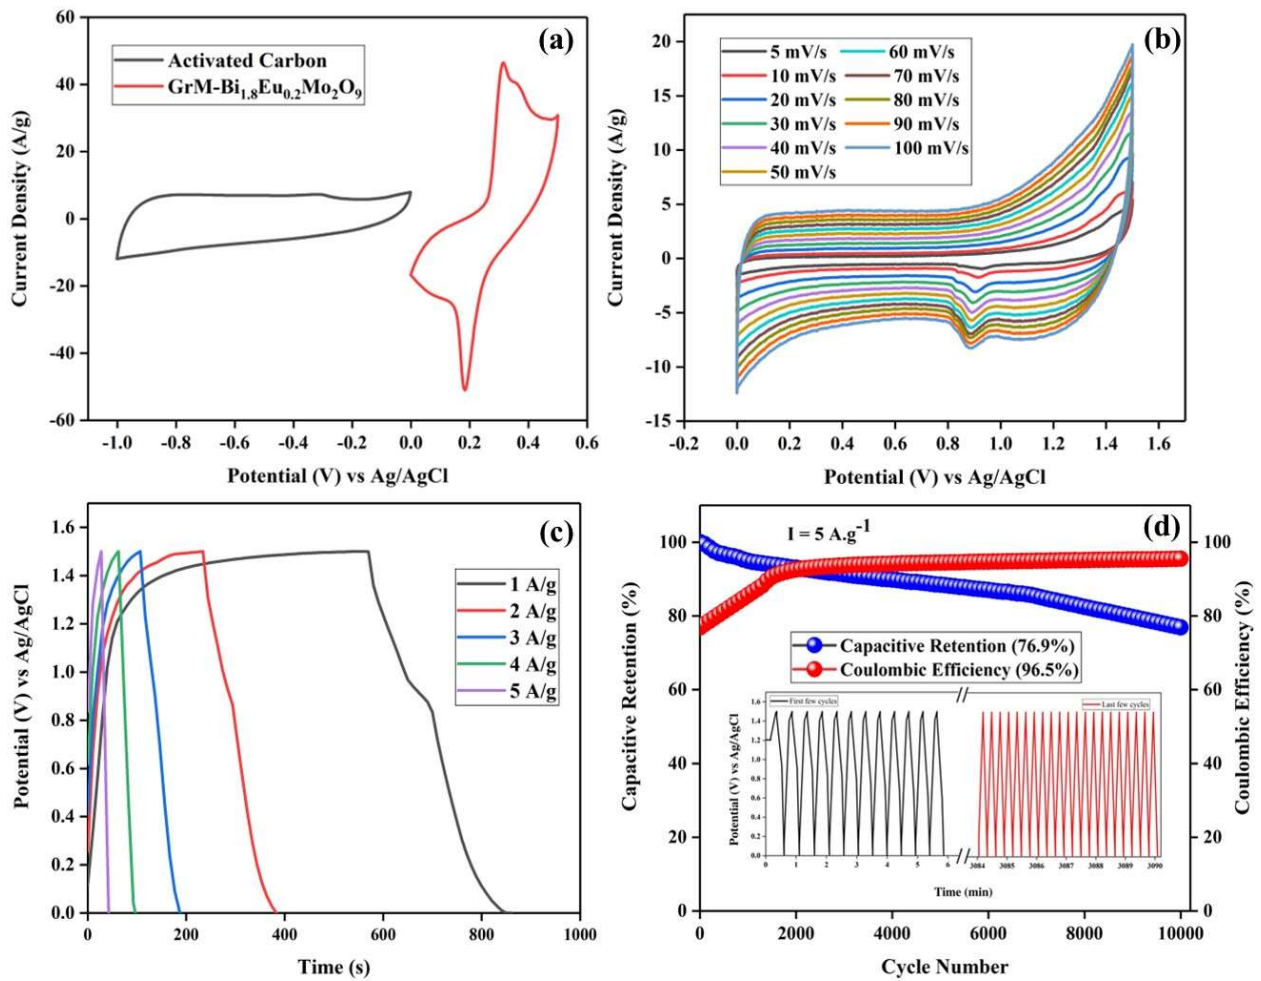 (a)
60
40
20
0
-20
-40
-60
Current Density (A/g)
Activated Carbon
GrM-Bi1.8Eu0.2Mo2O9
-1.0 -0.8 -0.6 -0.4 -0.2 0.0 0.2 0.4 0.6
Potential (V) vs Ag/AgCl
(b)
20
15
10
5
0
-5
-10
-15
Current Density (A/g)
5 mV/s 60 mV/s
10 mV/s 70 mV/s
20 mV/s 80 mV/s
30 mV/s 90 mV/s
40 mV/s 100 mV/s
50 mV/s
-0.2 0.0 0.2 0.4 0.6 0.8 1.0 1.2 1.4 1.6
Potential (V) vs Ag/AgCl
(c)
1.6
1.4
1.2
1.0
0.8
0.6
0.4
0.2
0.0
Potential (V) vs Ag/AgCl
1 A/g
2 A/g
3 A/g
4 A/g
5 A/g
0 200 400 600 800 1000
Time (s)
(d)
I = 5 A.g-1
100
80
60
40
20
0
Capacitive Retention (%)
100
80
60
40
20
0
Coulombic Efficiency (%)
Capacitive Retention (76.9%)
Coulombic Efficiency (96.5%)
First few cycles
Last few cycles
1.6
1.4
1.2
1.0
0.8
0.6
0.4
0.2
0.0
Potential (V) vs Ag/AgCl
0 1 2 3 4 5 6 3084 3085 3086 3087 3088 3089 3090
Time (min)
0 2000 4000 6000 8000 10000
Cycle Number